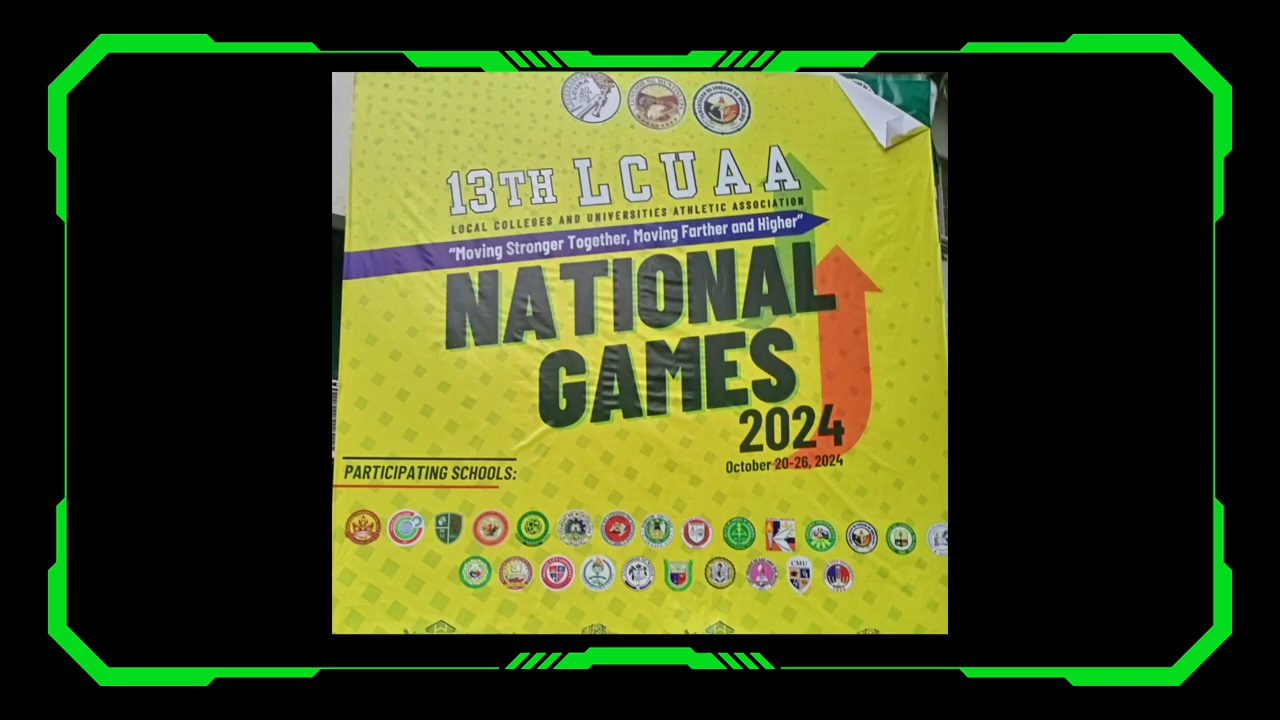 LCUAA
13TH LCUAA
LOCAL COLLEGES AND UNIVERSITIES ATHLETIC ASSOCIATION
“Moving Stronger Together, Moving Farther and Higher”
NATIONAL
GAMES
2024
October 20-26, 2024
PARTICIPATING SCHOOLS:
CMU